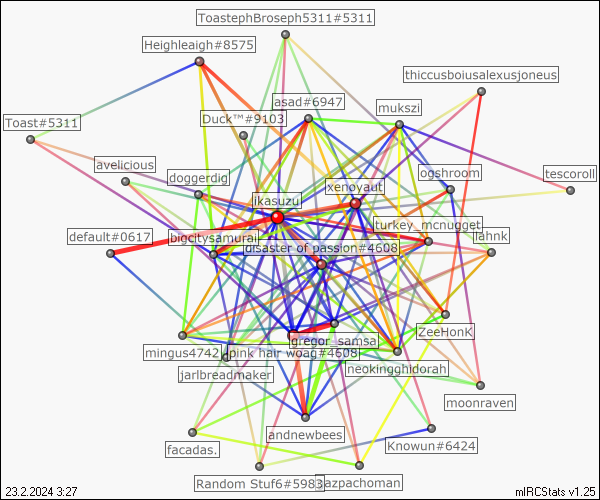 ToastephBroseph5311#5311
Heighleaigh#8575
thiccusboiusalexusjoneus
asad#6947
mukszi
Duck™#9103
Toast#5311
avelicious
doggerdig
ogshroom
tescoroll
xenoyaut
ikasuzu
turkey_mcnugget
default#0617
bigcitysamurai
liahnk
disaster of passion#4608
ZeeHonK
gregor_samsa
mingus4742
pink hair woag#4608
neokingghidorah
jarlbreadmaker
moonraven
andnewbees
facadas.
Knowun#6424
Random Stuf6#5983
gazpachoman
23.2.2024 3:27
mIRCStats v1.25